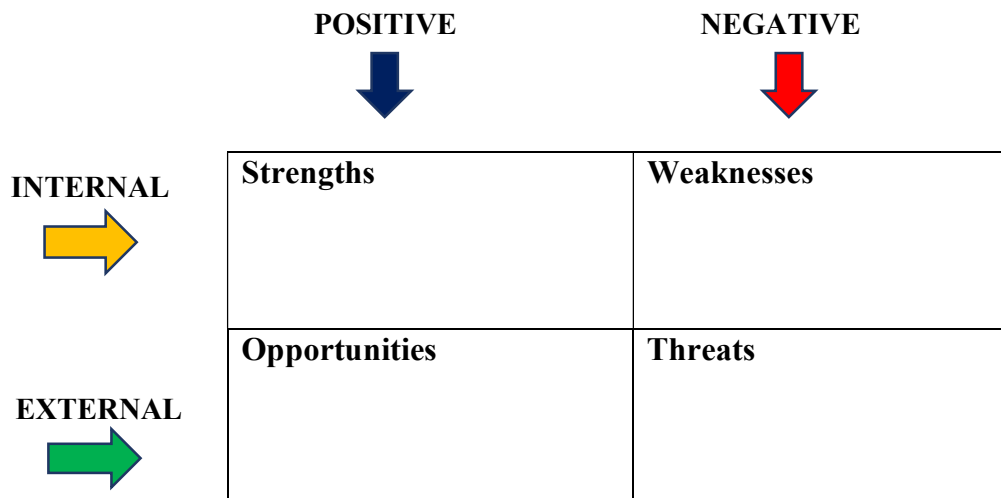 POSITIVE NEGATIVE
INTERNAL
Strengths Weaknesses
EXTERNAL
Opportunities Threats